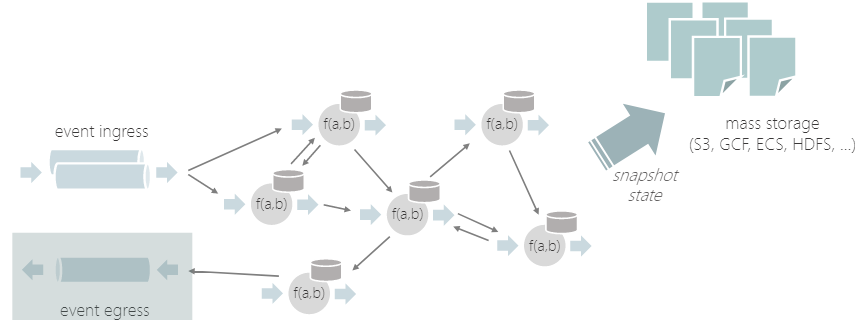 event ingress
f(a,b)
f(a,b)
mass storage
(S3, GCF, ECS, HDFS, ...)
snapshot
state
f(a,b)
f(a,b)
f(a,b)
f(a,b)
event egress